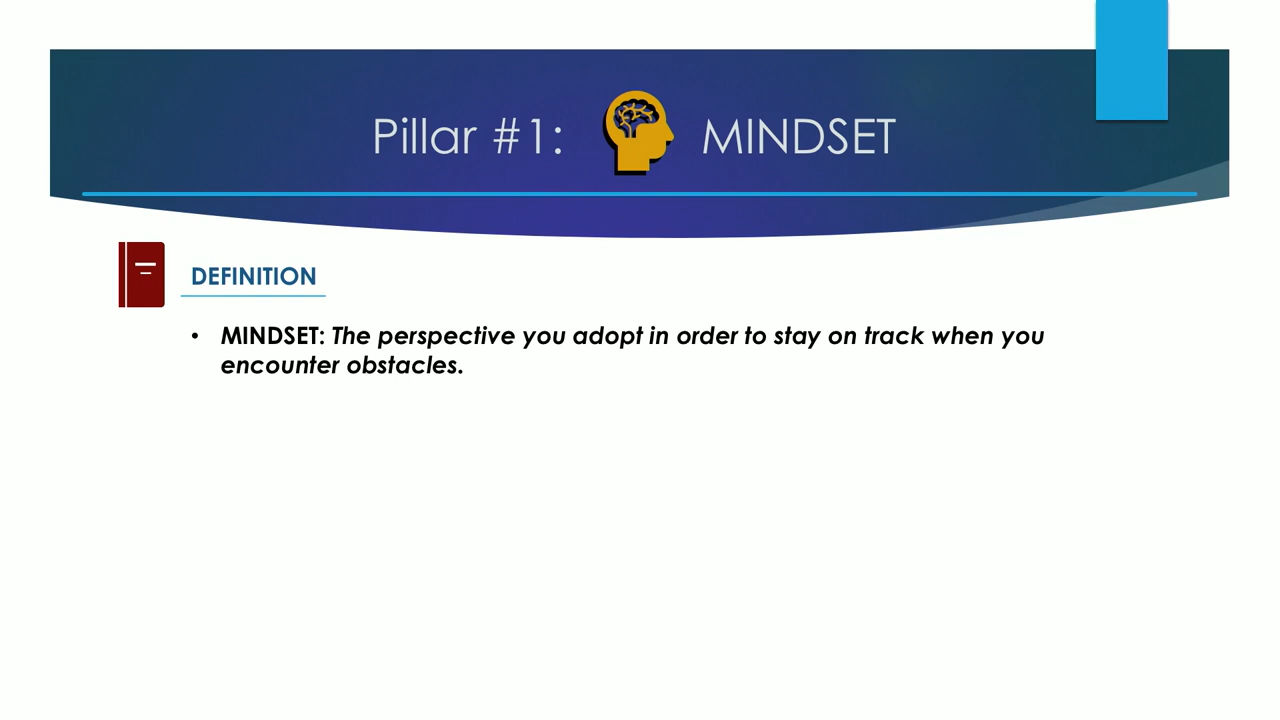 Pillar #1: MINDSET
DEFINITION
• MINDSET: The perspective you adopt in order to stay on track when you
encounter obstacles.